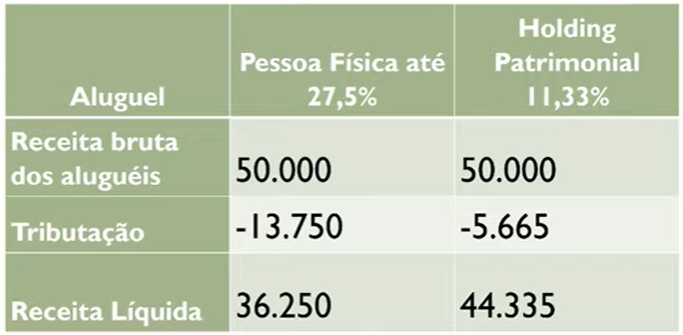 Aluguel
Pessoa Física até
27,5%
Holding
Patrimonial
11,33%
Receita bruta
dos aluguéis
50.000
50.000
Tributação
-13.750
-5.665
Receita Líquida
36.250
44.335